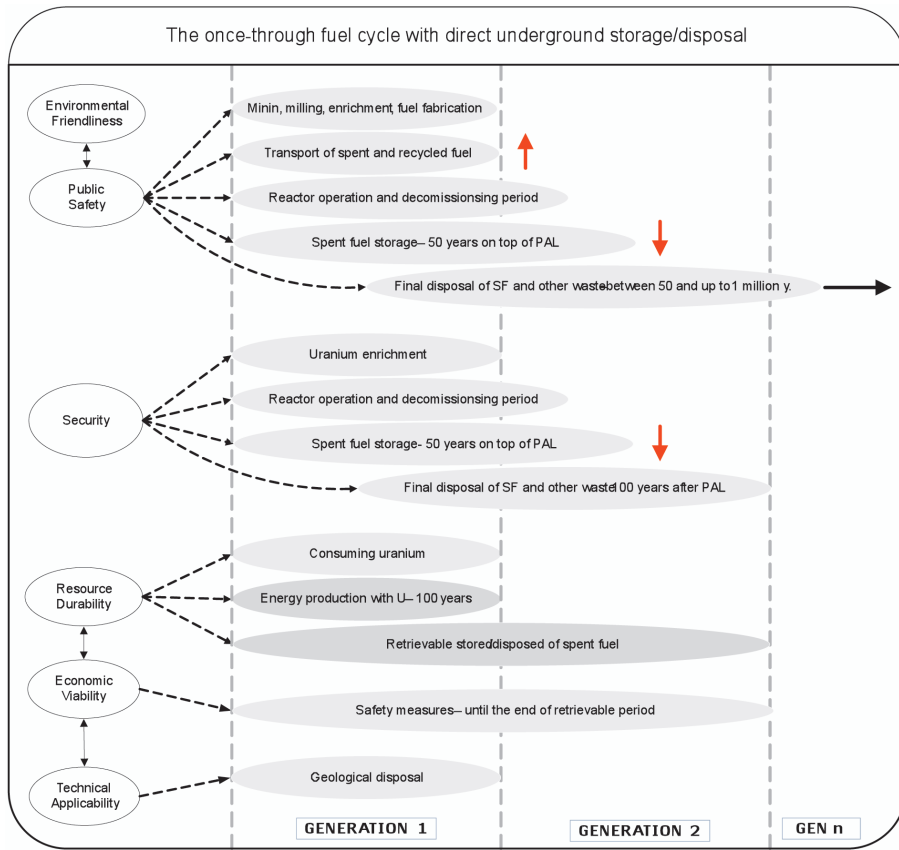 The once-through fuel cycle with direct underground storage/disposal
Environmental
Friendliness
Public
Safety
Minin, milling, enrichment, fuel fabrication
Transport of spent and recycled fuel
Reactor operation and decomissionsing period
Spent fuel storage– 50 years on top of PAL
Final disposal of SF and other waste–between 50 and up to 1 million y.
Security
Uranium enrichment
Reactor operation and decomissionsing period
Spent fuel storage- 50 years on top of PAL
Final disposal of SF and other waste100 years after PAL
Resource
Durability
Consuming uranium
Energy production with U– 100 years
Retrievable stored/disposed of spent fuel
Economic
Viability
Safety measures– until the end of retrievable period
Technical
Applicability
Geological disposal
GENERATION 1
GENERATION 2
GEN n